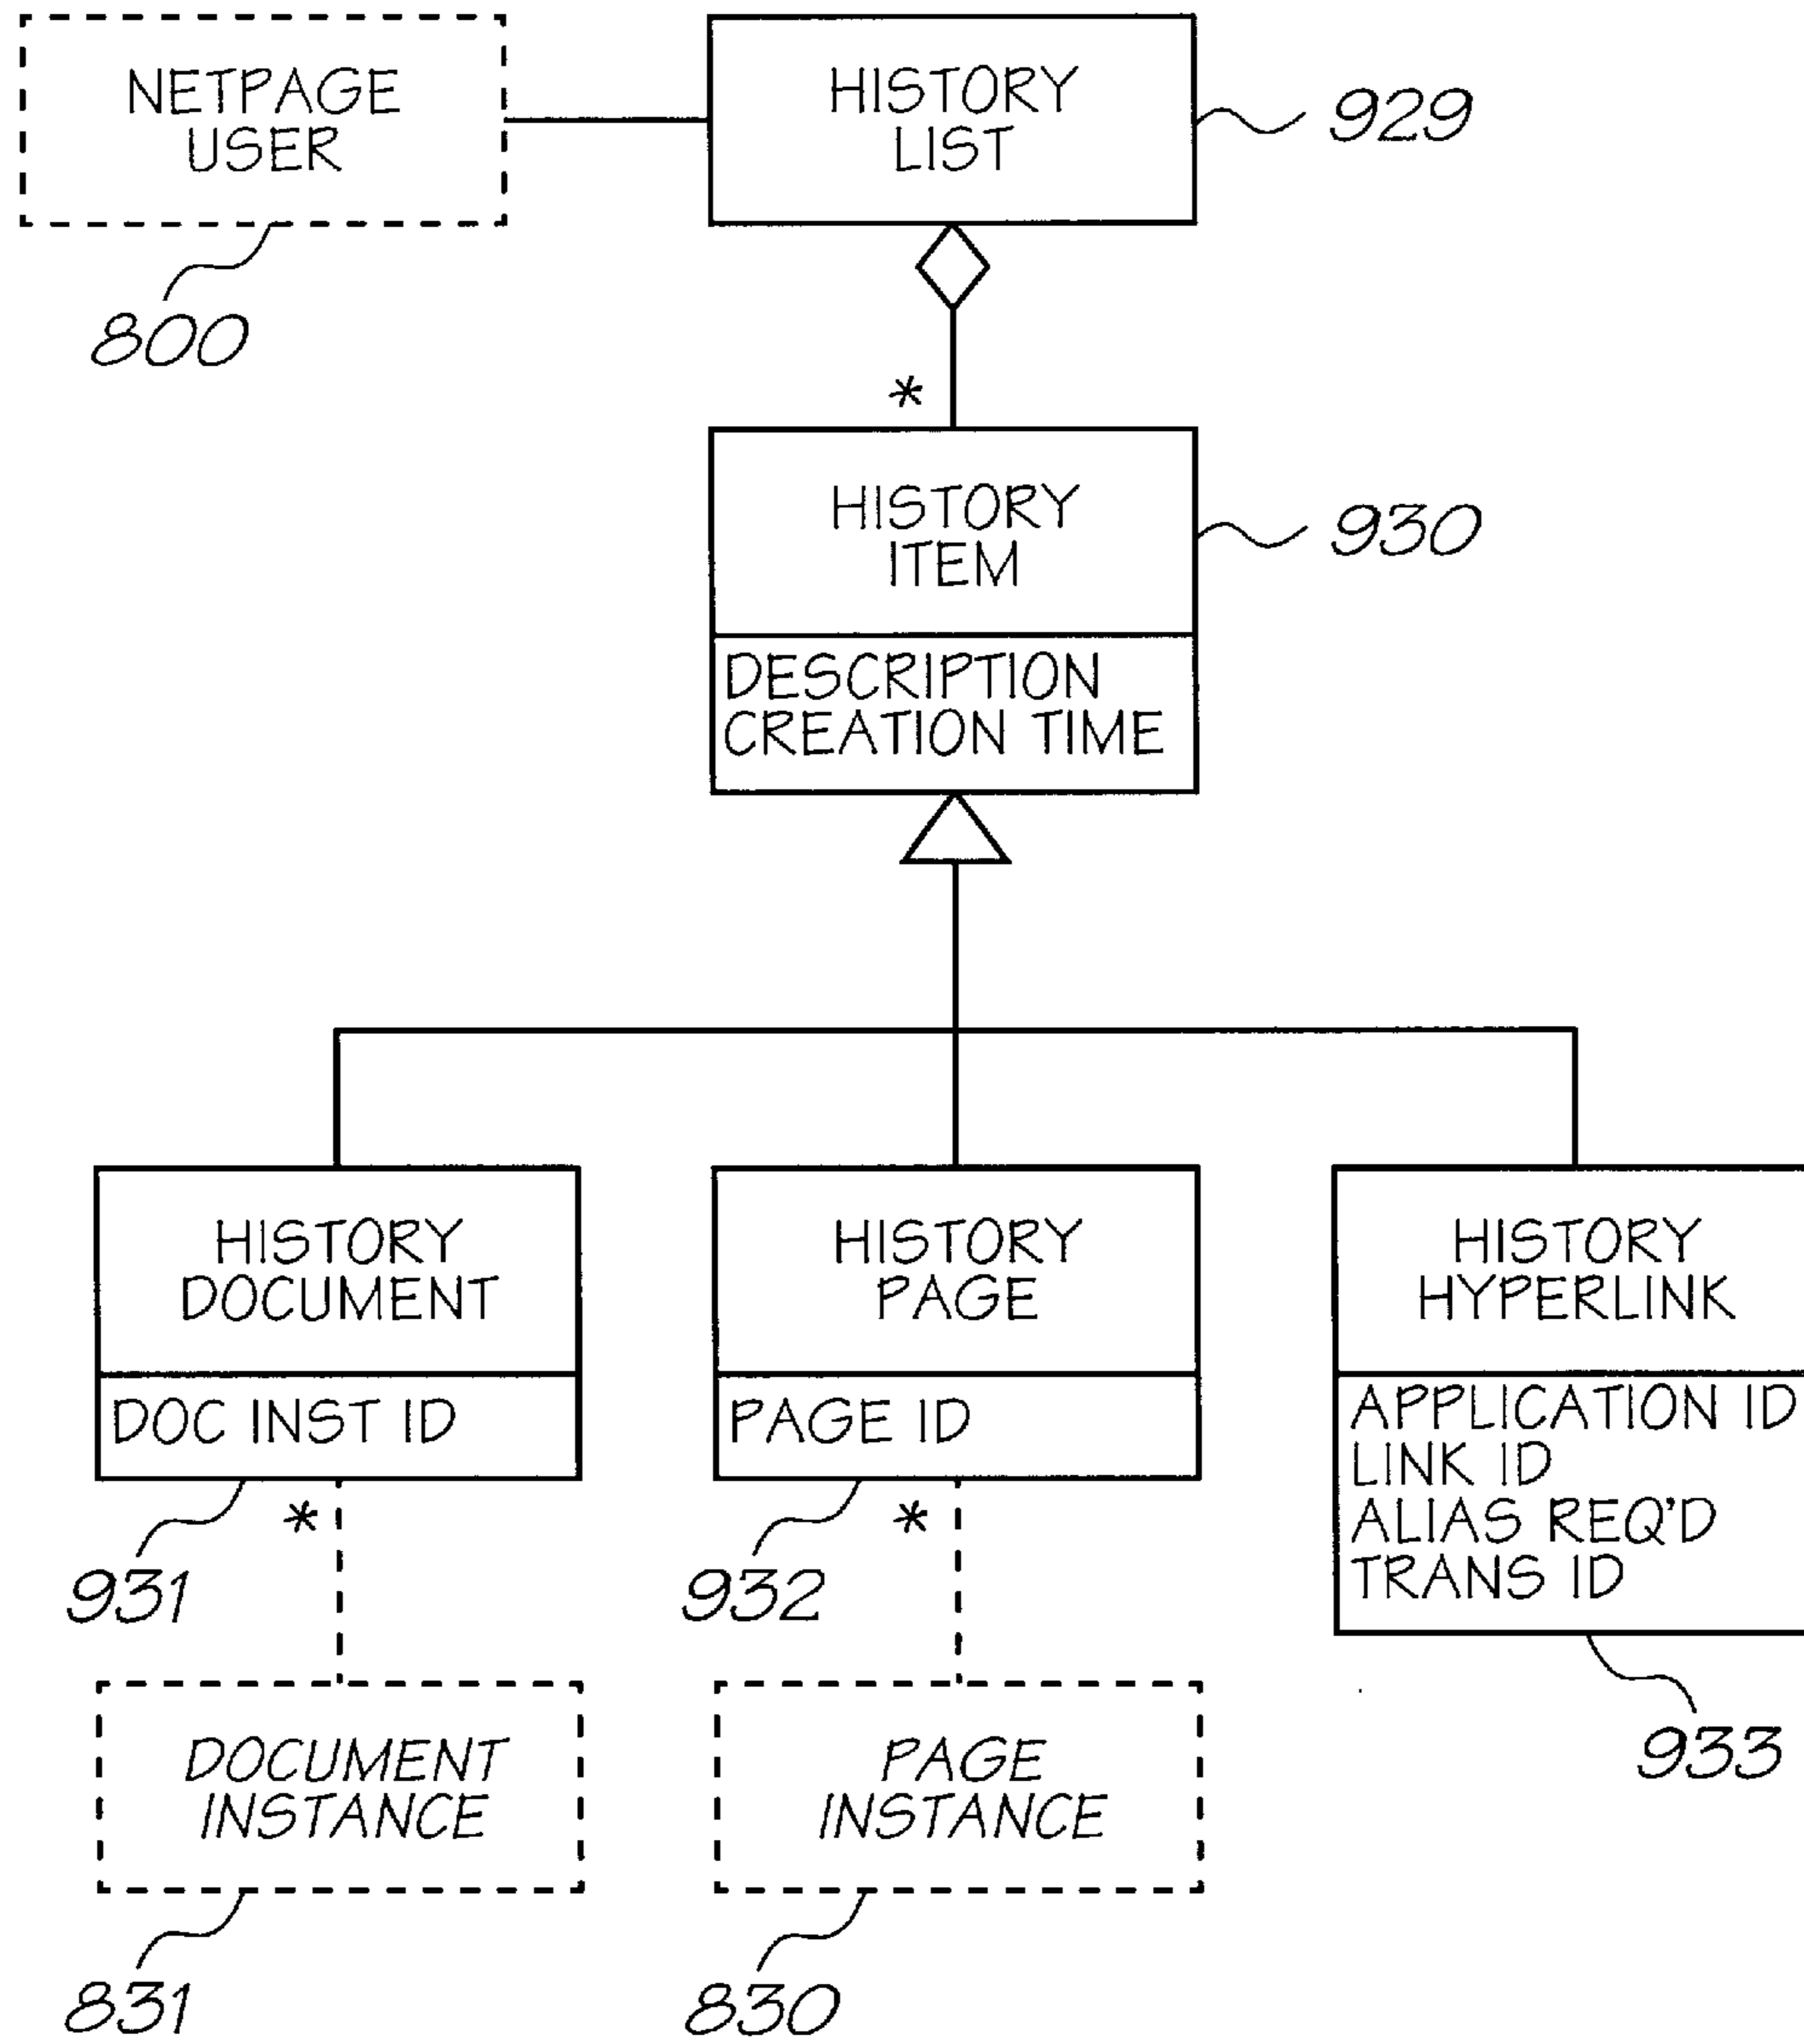 NETPAGE
USER
HISTORY
LIST
929
800
*
HISTORY
ITEM
930
DESCRIPTION
CREATION TIME
HISTORY
DOCUMENT
HISTORY
PAGE
HISTORY
HYPERLINK
DOC INST ID
PAGE ID
APPLICATION ID
LINK ID
ALIAS REQ'D
TRANS ID
*
*
931
932
DOCUMENT
INSTANCE
PAGE
INSTANCE
933
831
830